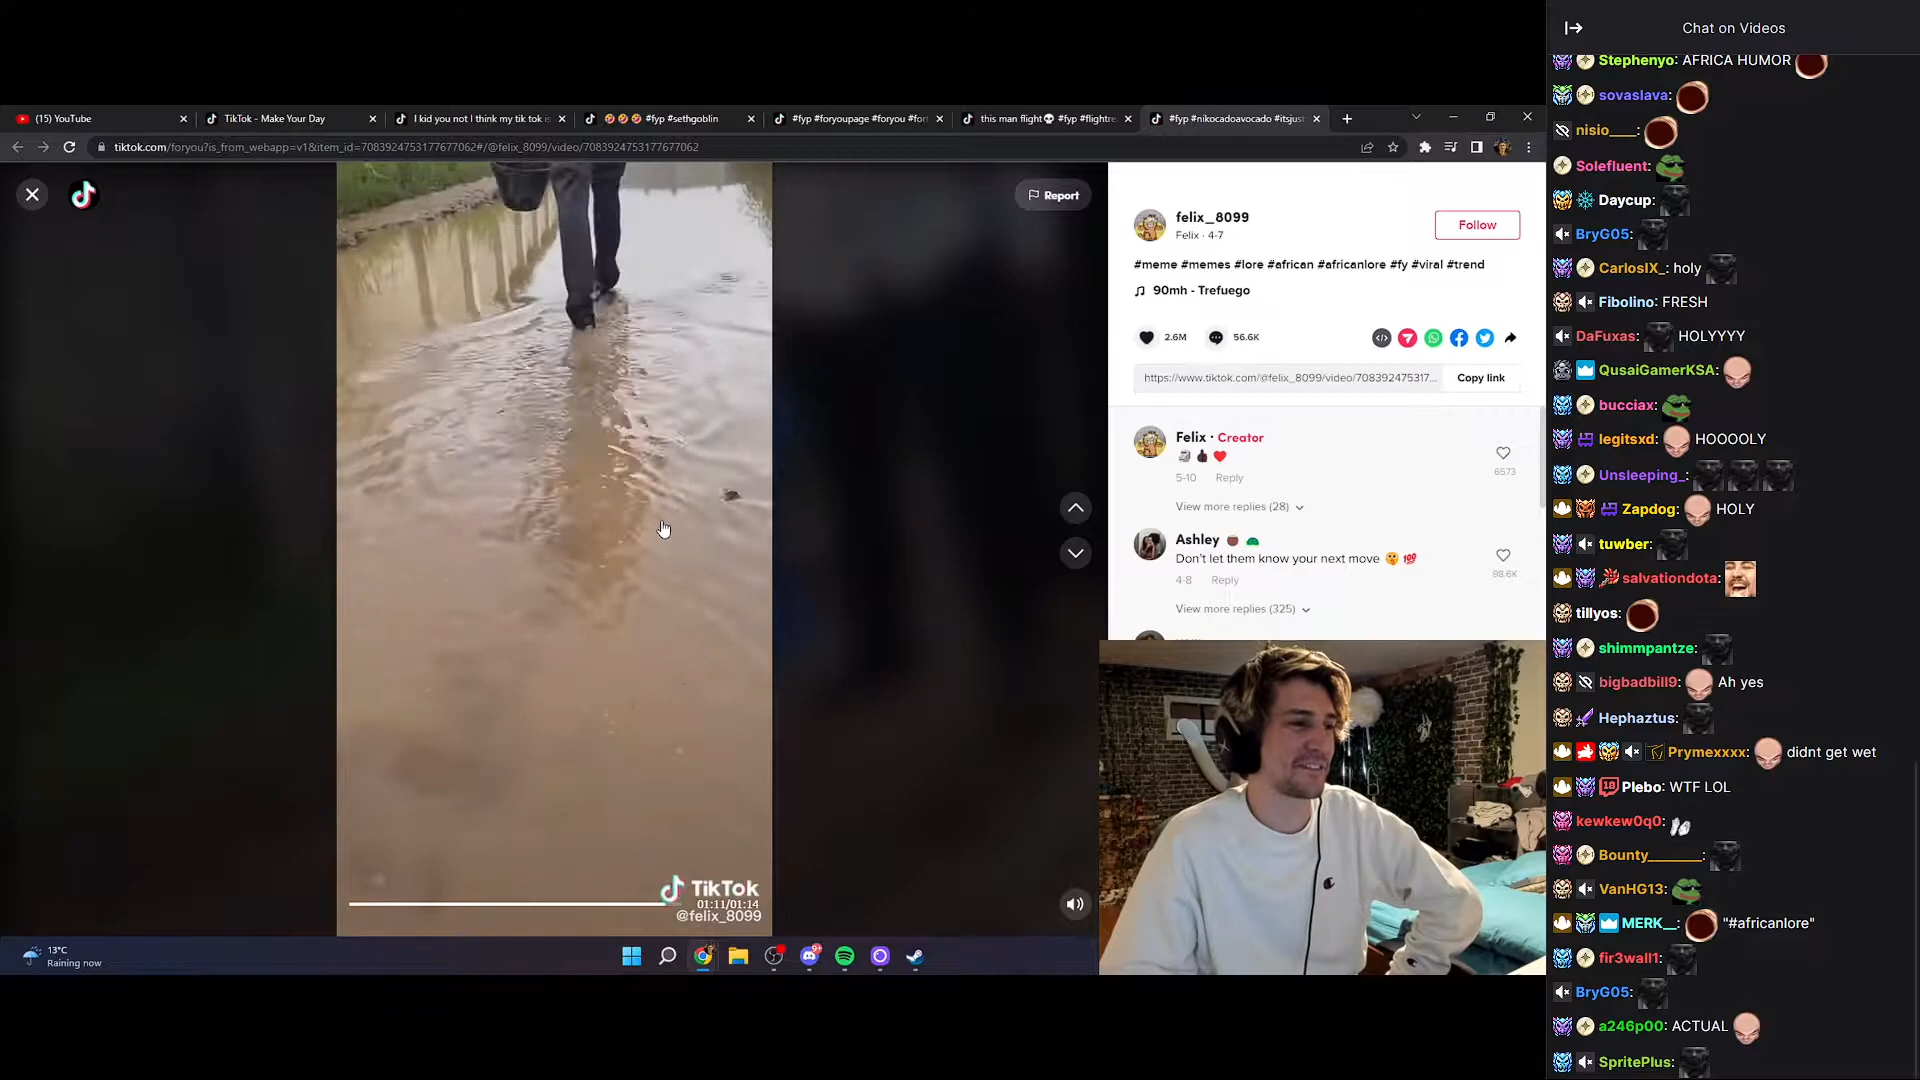 Chat on Videos
(15) YouTube
TikTok - Make Your Day
I kid you not I think my tik tok is
#fyp #sethgoblin
#fyp #foryoupage #foryou #for
this man flight💀 #fyp #flightre
#fyp #nikocadoavocado #itsjust
tiktok.com/foryou?is_from_webapp=v1&item_id=7083924753177677062#/@felix_8099/video/7083924753177677062
Report
felix_8099
Felix · 4-7
Follow
#meme #memes #lore #african #africanlore #fy #viral #trend
90mh - Trefuego
2.6M
56.6K
https://www.tiktok.com/@felix_8099/video/708392475317...
Copy link
Felix · Creator
5-10 Reply
6573
View more replies (28)
Ashley
Don't let them know your next move 🤫 💯
4-8 Reply
98.6K
View more replies (325)
TikTok
01:11/01:14
@felix_8099
13°C
Raining now
9+
Stephenyo: AFRICA HUMOR
sovaslava:
nisio____:
Solefluent:
Daycup:
BryG05:
CarlosIX_: holy
Fibolino: FRESH
DaFuxas: HOLYYYY
QusaiGamerKSA:
bucciax:
legitsxd: HOOOOLY
Unsleeping_:
Zapdog: HOLY
tuwber:
salvationdota:
tillyos:
shimmpantze:
bigbadbill9: Ah yes
Hephaztus:
Prymexxxx: didnt get wet
18 Plebo: WTF LOL
kewkew0q0:
Bounty________:
VanHG13:
MERK__: "#africanlore"
fir3wall1:
BryG05:
a246p00: ACTUAL
SpritePlus: